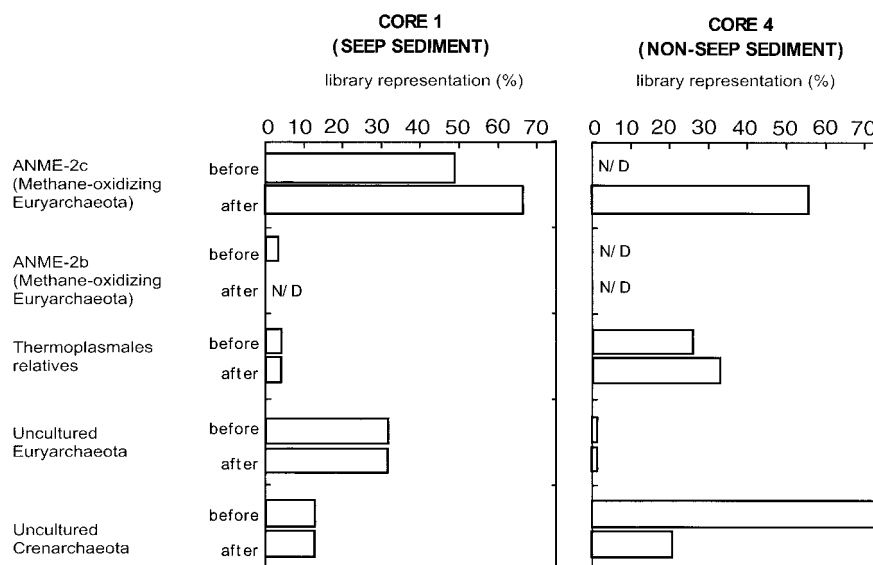 CORE 1
(SEEP SEDIMENT)
library representation (%)
0 10 20 30 40 50 60 70
CORE 4
(NON-SEEP SEDIMENT)
library representation (%)
0 10 20 30 40 50 60 70
ANME-2c
(Methane-oxidizing
Euryarchaeota)
before
after
N/D
ANME-2b
(Methane-oxidizing
Euryarchaeota)
before
after
N/D
N/D
N/D
Thermoplasmales
relatives
before
after
Uncultured
Euryarchaeota
before
after
Uncultured
Crenarchaeota
before
after